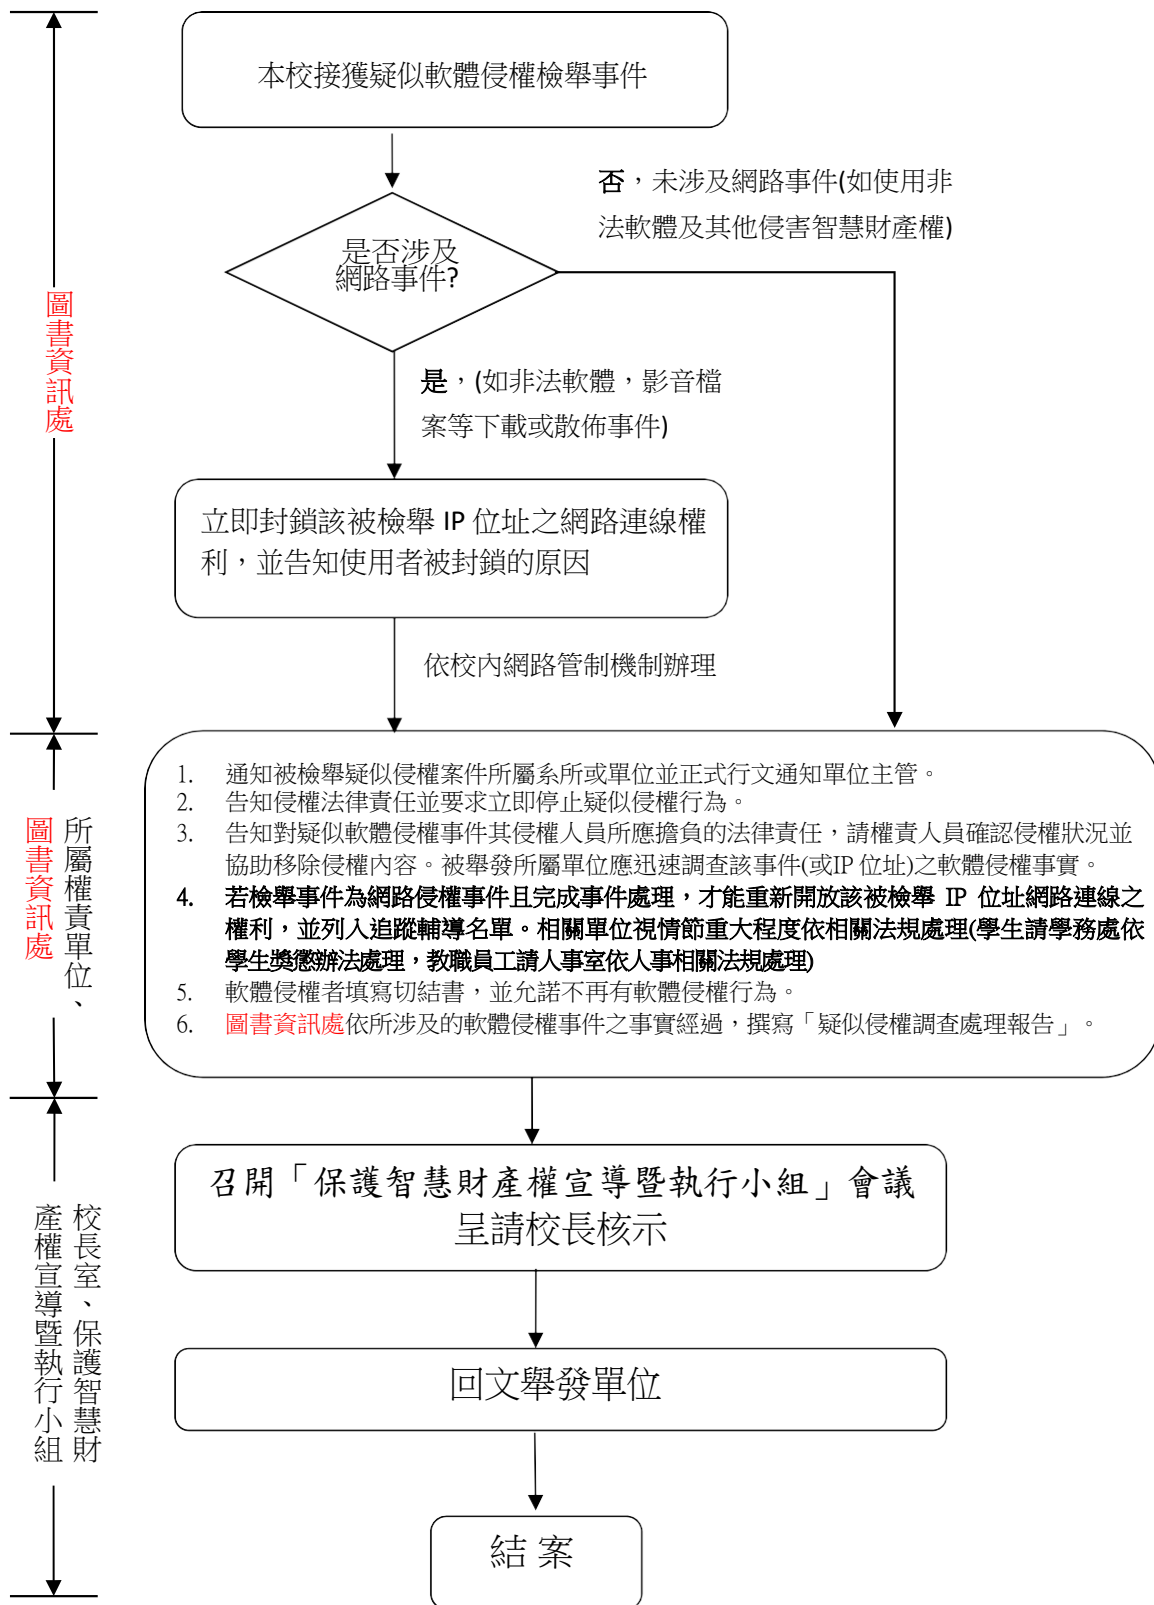 本校接獲疑似軟體侵權檢舉事件
否，未涉及網路事件(如使用非
法軟體及其他侵害智慧財產權)
是否涉及
網路事件?
是，(如非法軟體，影音檔
案等下載或散佈事件)
圖書資訊處
立即封鎖該被檢舉 IP 位址之網路連線權
利，並告知使用者被封鎖的原因
依校內網路管制機制辦理
所屬權責單位、
圖書資訊處
1. 通知被檢舉疑似侵權案件所屬系所或單位並正式行文通知單位主管。
2. 告知侵權法律責任並要求立即停止疑似侵權行為。
3. 告知對疑似軟體侵權事件其侵權人員所應擔負的法律責任，請權責人員確認侵權狀況並
協助移除侵權內容。被舉發所屬單位應迅速調查該事件(或IP 位址)之軟體侵權事實。
4. 若檢舉事件為網路侵權事件且完成事件處理，才能重新開放該被檢舉 IP 位址網路連線之
權利，並列入追蹤輔導名單。相關單位視情節重大程度依相關法規處理(學生請學務處依
學生獎懲辦法處理，教職員工請人事室依人事相關法規處理)
5. 軟體侵權者填寫切結書，並允諾不再有軟體侵權行為。
6. 圖書資訊處依所涉及的軟體侵權事件之事實經過，撰寫「疑似侵權調查處理報告」。
校長室、保護智慧財
產權宣導暨執行小組
召開「保護智慧財產權宣導暨執行小組」會議
呈請校長核示
回文舉發單位
結 案